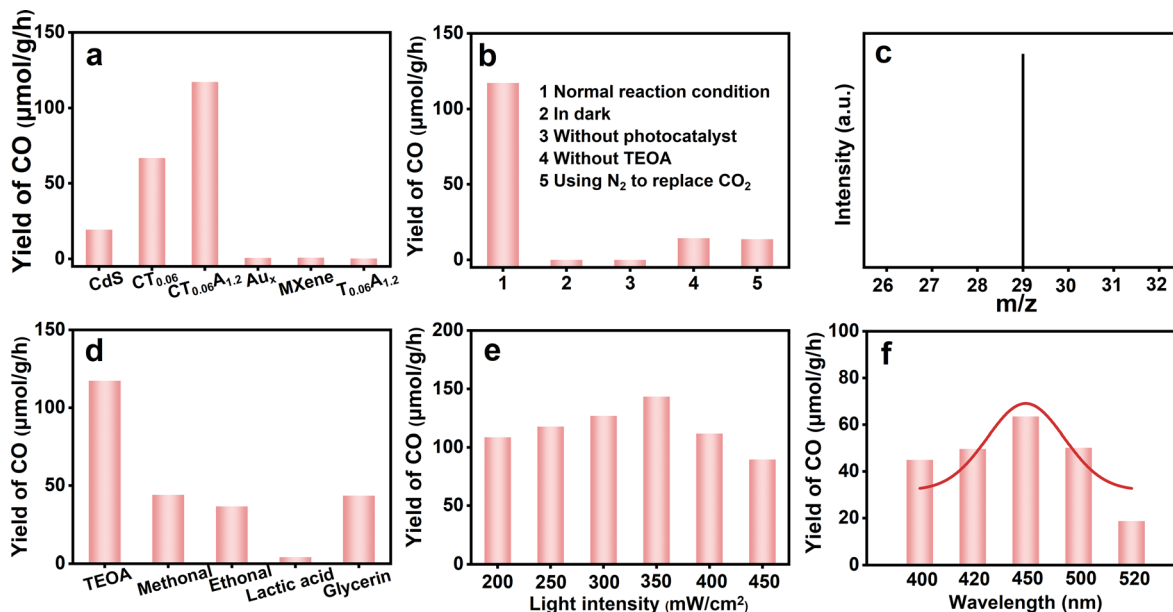 a
Yield of CO (μmol/g/h)
150
100
50
0
CdS CT₀.₀₆ CT₀.₀₆A₁.₂ Auₓ MXene T₀.₀₆A₁.₂
b
Yield of CO (μmol/g/h)
150
100
50
0
1 Normal reaction condition
2 In dark
3 Without photocatalyst
4 Without TEOA
5 Using N₂ to replace CO₂
1 2 3 4 5
c
Intensity (a.u.)
26 27 28 29 30 31 32
m/z
d
Yield of CO (μmol/g/h)
150
100
50
0
TEOA Methonal Ethonal Lactic acid Glycerin
e
Yield of CO (μmol/g/h)
200
150
100
50
0
200 250 300 350 400 450
Light intensity (mW/cm²)
f
Yield of CO (μmol/g/h)
100
80
60
40
20
0
400 420 450 500 520
Wavelength (nm)